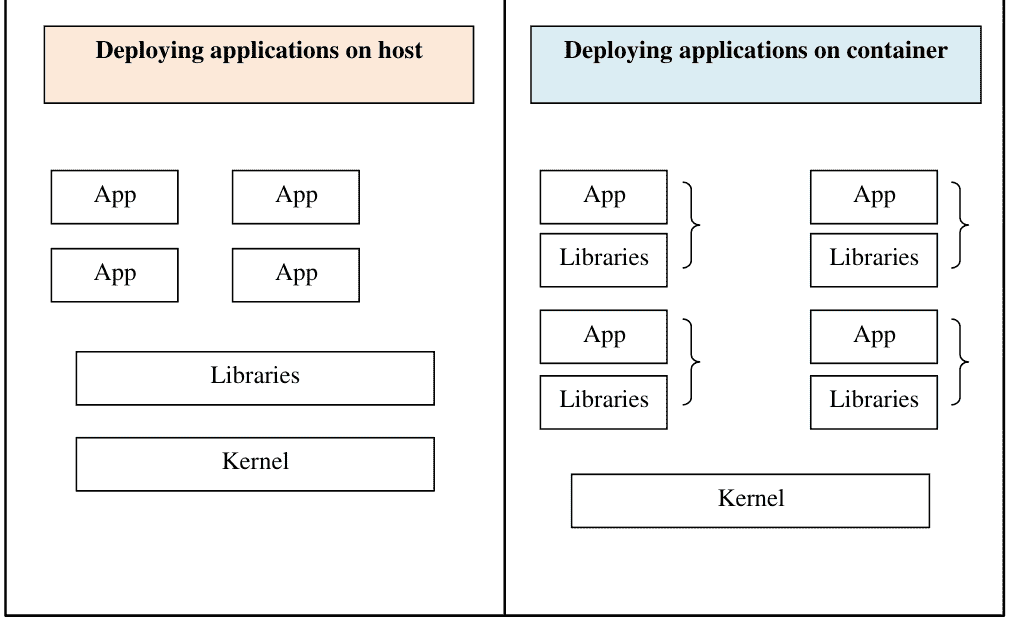 Deploying applications on host
App
App
App
App
Libraries
Kernel
Deploying applications on container
App
Libraries
App
Libraries
App
Libraries
App
Libraries
Kernel